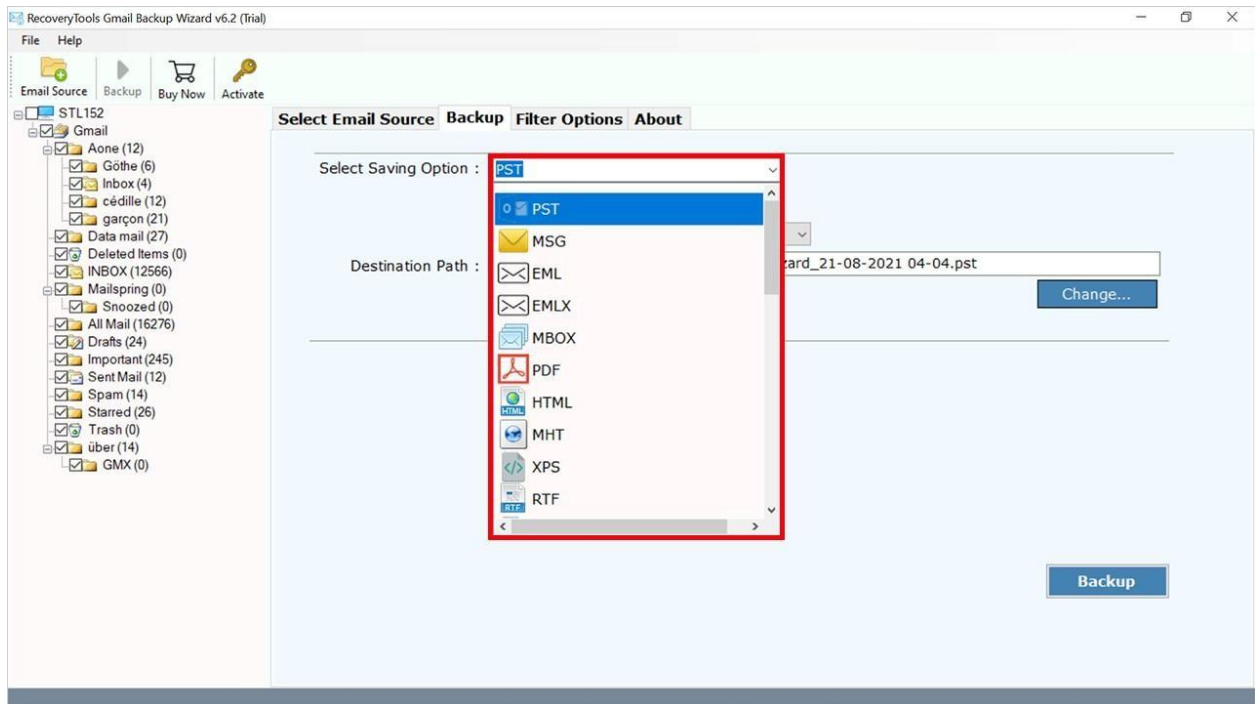 RecoveryTools Gmail Backup Wizard v6.2 (Trial)
File Help
Email Source Backup Buy Now Activate
STL152
Gmail
Aone (12)
Göthe (6)
Inbox (4)
cédille (12)
garçon (21)
Data mail (27)
Deleted Items (0)
INBOX (12566)
Mailspring (0)
Snoozed (0)
All Mail (16276)
Drafts (24)
Important (245)
Sent Mail (12)
Spam (14)
Starred (26)
Trash (0)
über (14)
GMX (0)
Select Email Source Backup Filter Options About
Select Saving Option : PST
PST
MSG
EML
EMLX
MBOX
PDF
HTML
MHT
XPS
RTF
Destination Path : zard_21-08-2021 04-04.pst
Change...
Backup